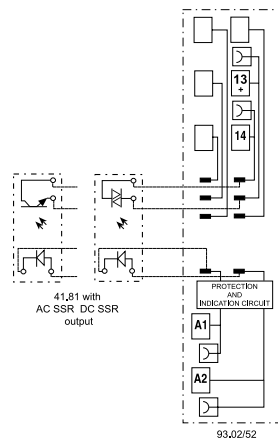 13
+
14
41.81 with
AC SSR DC SSR
output
PROTECTION
AND
INDICATION CIRCUIT
A1
A2
93.02/52